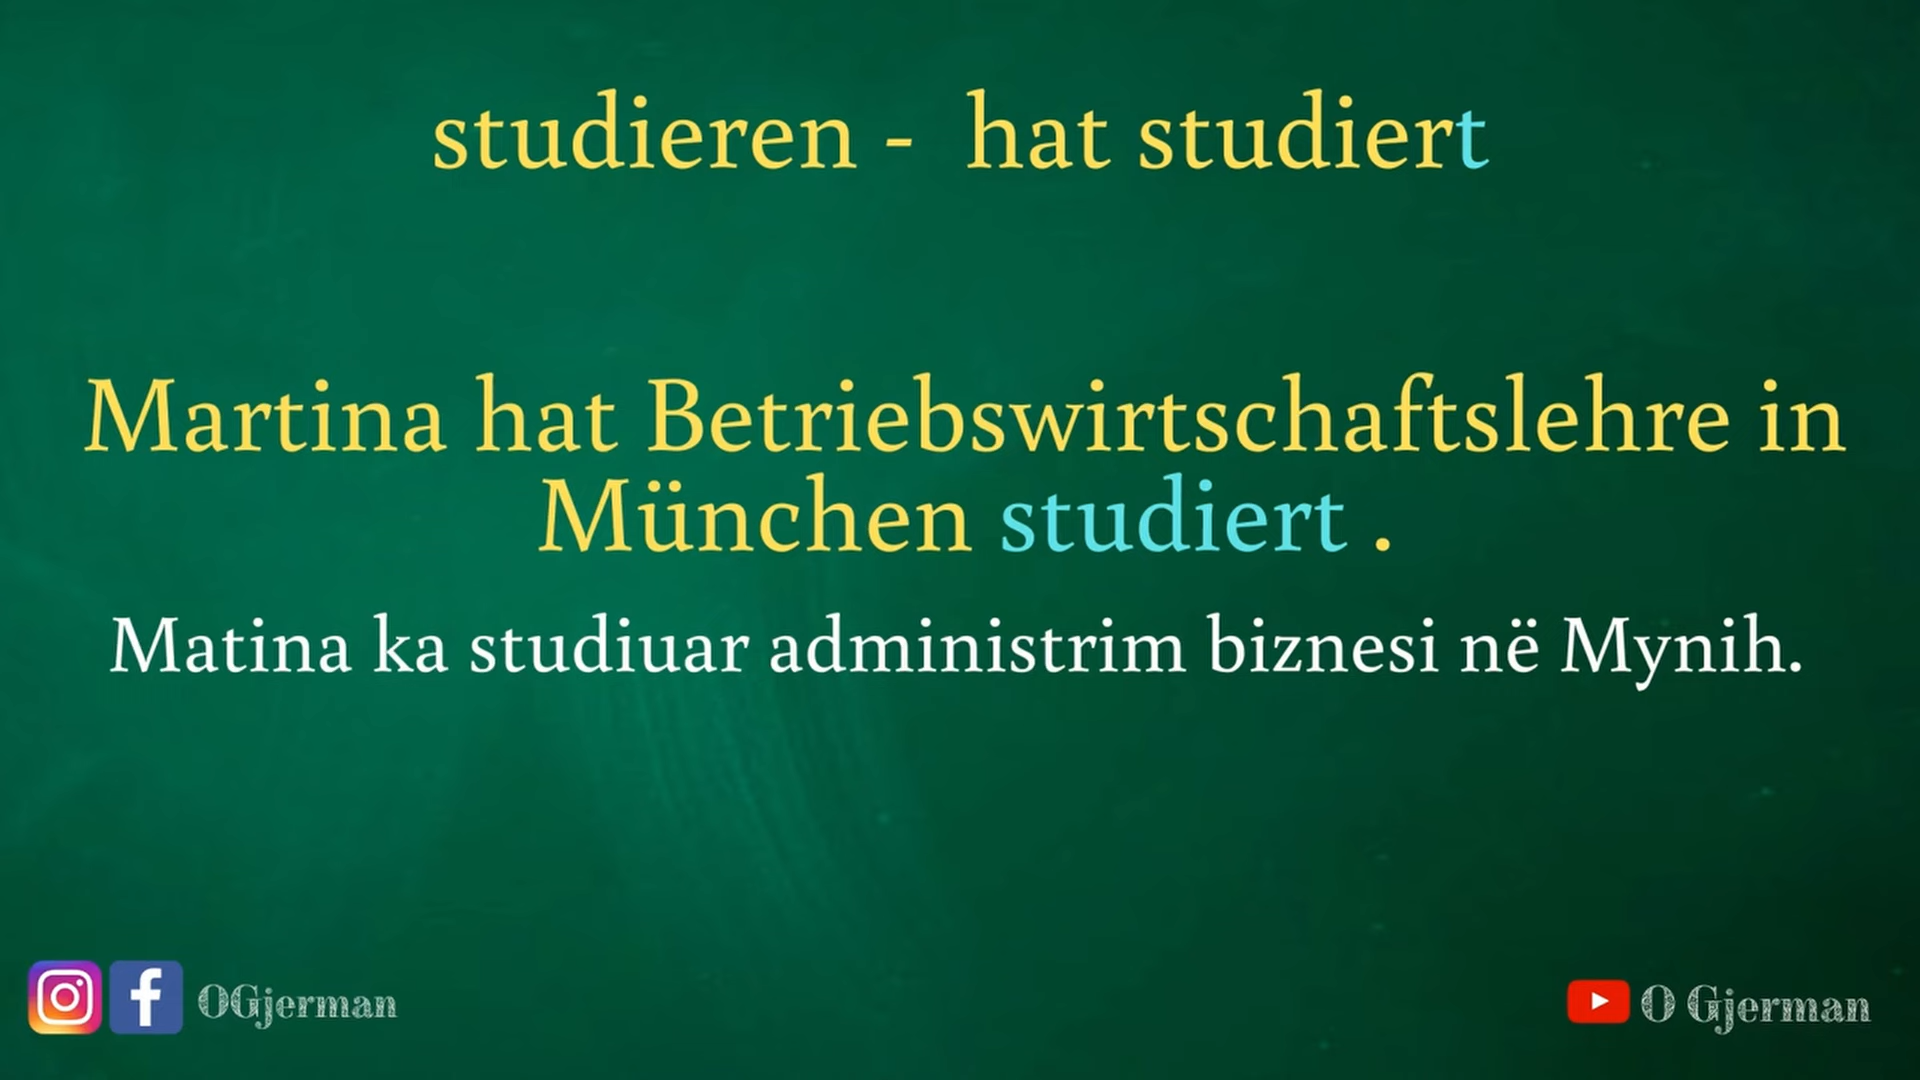 studieren - hat studiert
Martina hat Betriebswirtschaftslehre in
München studiert .
Matina ka studiuar administrim biznesi në Mynih.
OGjerman
O Gjerman